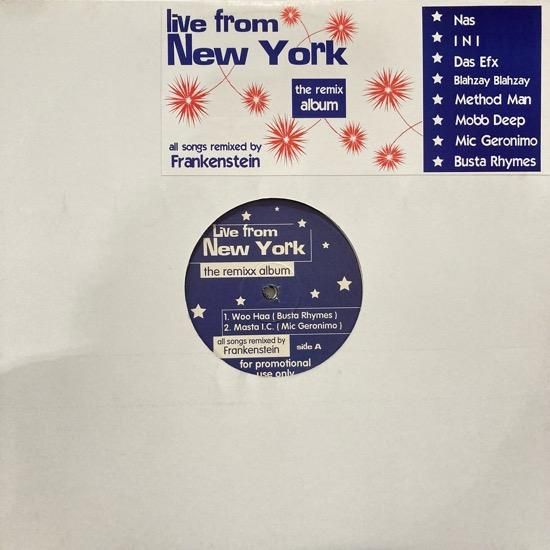 live from
New York
the remix
album
all songs remixed by
Frankenstein
Nas
I N I
Das Efx
Blahzay Blahzay
Method Man
Mobb Deep
Mic Geronimo
Busta Rhymes
Live from
New York
the remixx album
1. Woo Haa ( Busta Rhymes )
2. Masta I.C. ( Mic Geronimo )
all songs remixed by
Frankenstein
side A
for promotional
use only